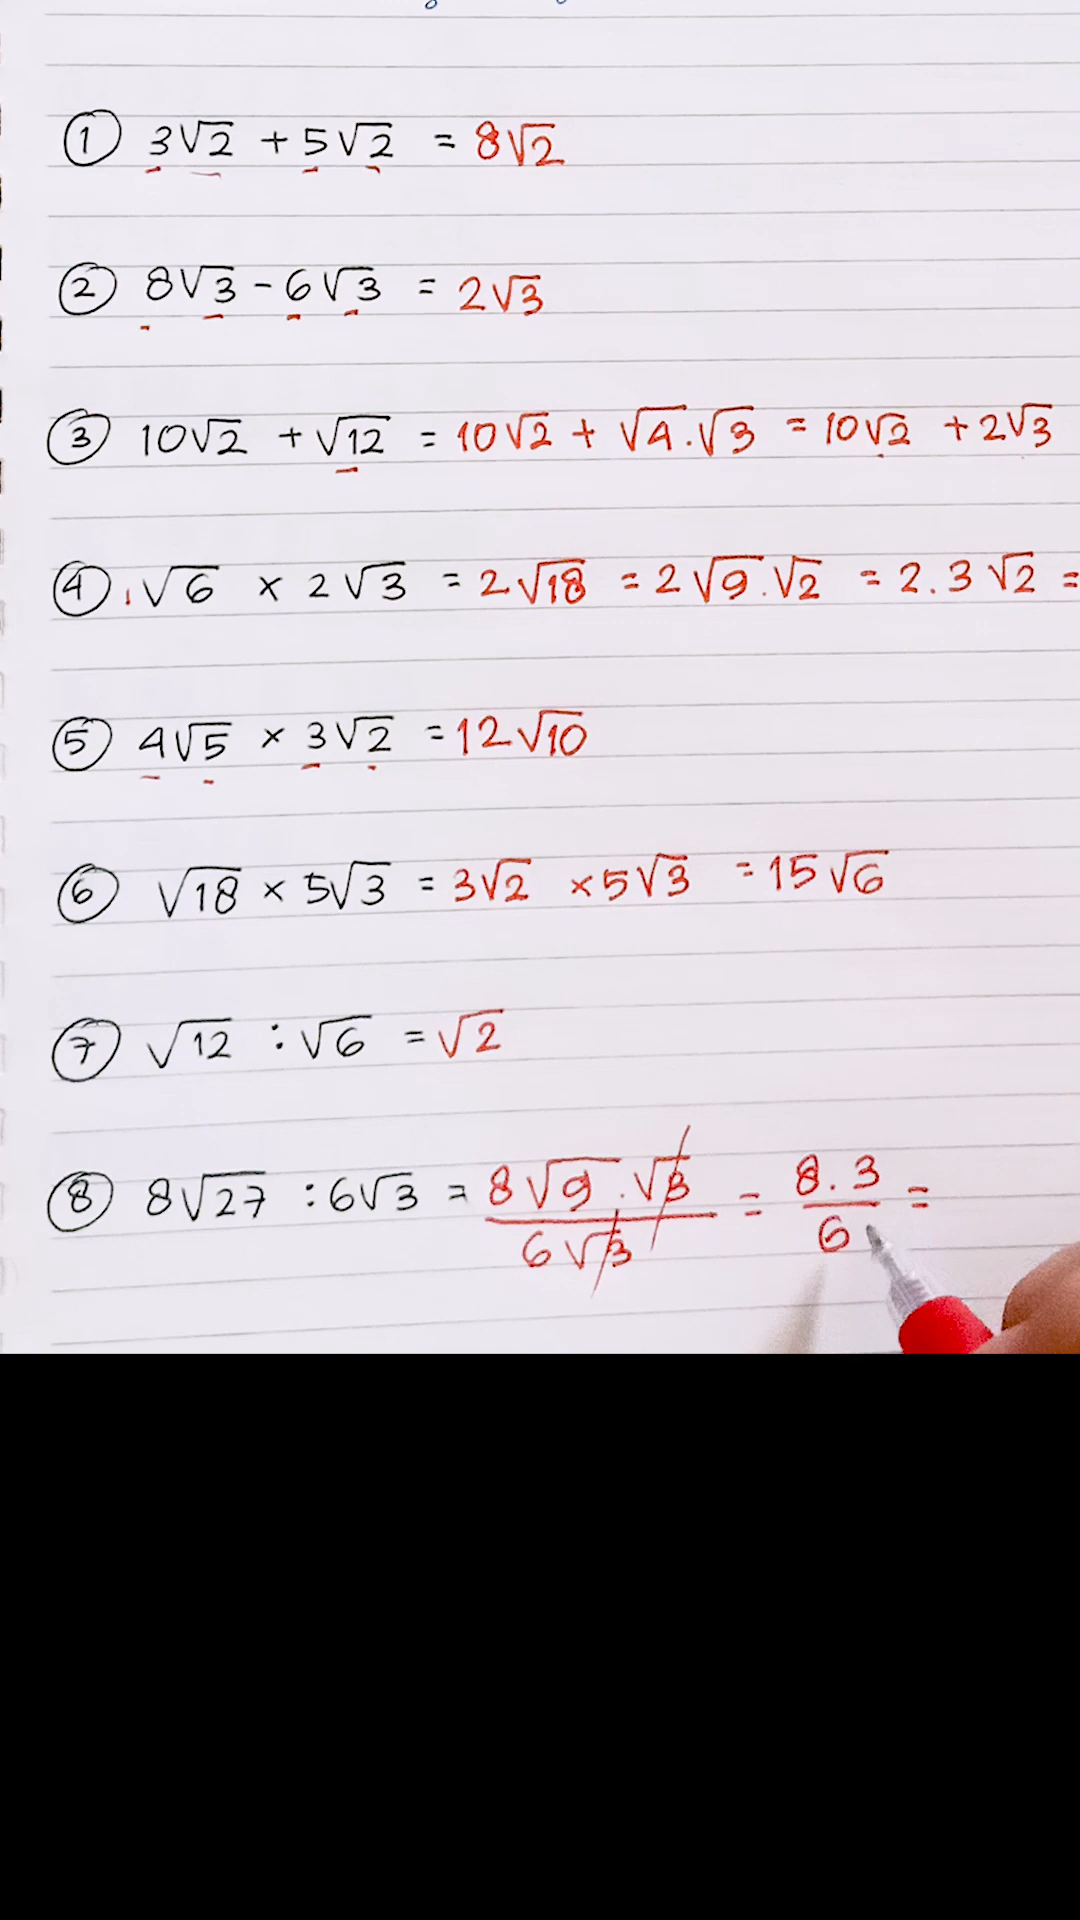 ① 3√2 + 5√2 = 8√2
② 8√3 - 6√3 = 2√3
③ 10√2 + √12 = 10√2 + √4.√3 = 10√2 + 2√3
④ 1√6 × 2√3 = 2√18 = 2√9.√2 = 2.3√2 =
⑤ 4√5 × 3√2 = 12√10
⑥ √18 × 5√3 = 3√2 × 5√3 = 15√6
⑦ √12 : √6 = √2
⑧ 8√27 : 6√3 = 8√9.√3 / 6√3 = 8.3 / 6 =